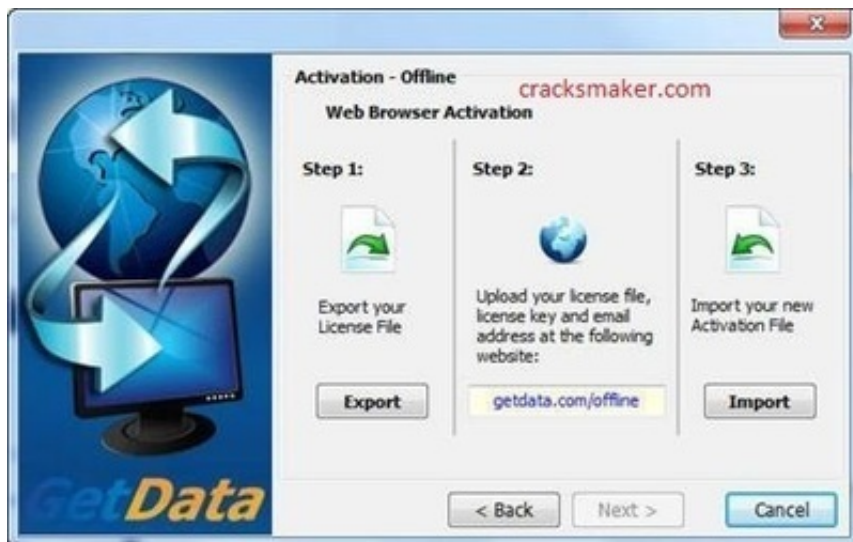 Activation - Offline
cracksmaker.com
Web Browser Activation
Step 1:
Export your
License File
Export
Step 2:
Upload your license file,
license key and email
address at the following
website:
getdata.com/offline
Step 3:
Import your new
Activation File
Import
GetData
< Back
Next >
Cancel